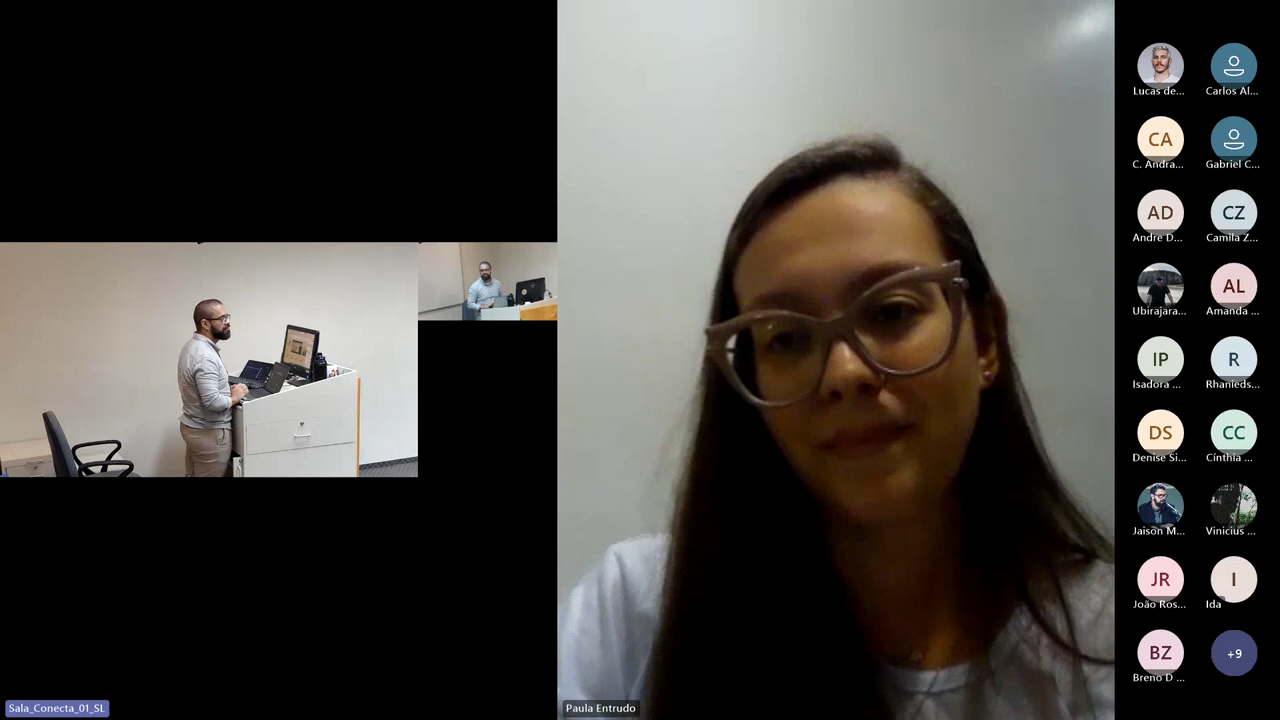 Lucas de...
Carlos Al...
CA
C. Andra...
Gabriel C...
AD
Andre D...
CZ
Camila Z...
Ubirajara...
AL
Amanda ...
IP
Isadora ...
R
Rhanieds...
DS
Denise Si...
CC
Cínthia ...
Jaison M...
Vinicius ...
JR
João Ros...
I
Ida
BZ
Breno D ...
+9
Sala_Conecta_01_SL
Paula Entrudo